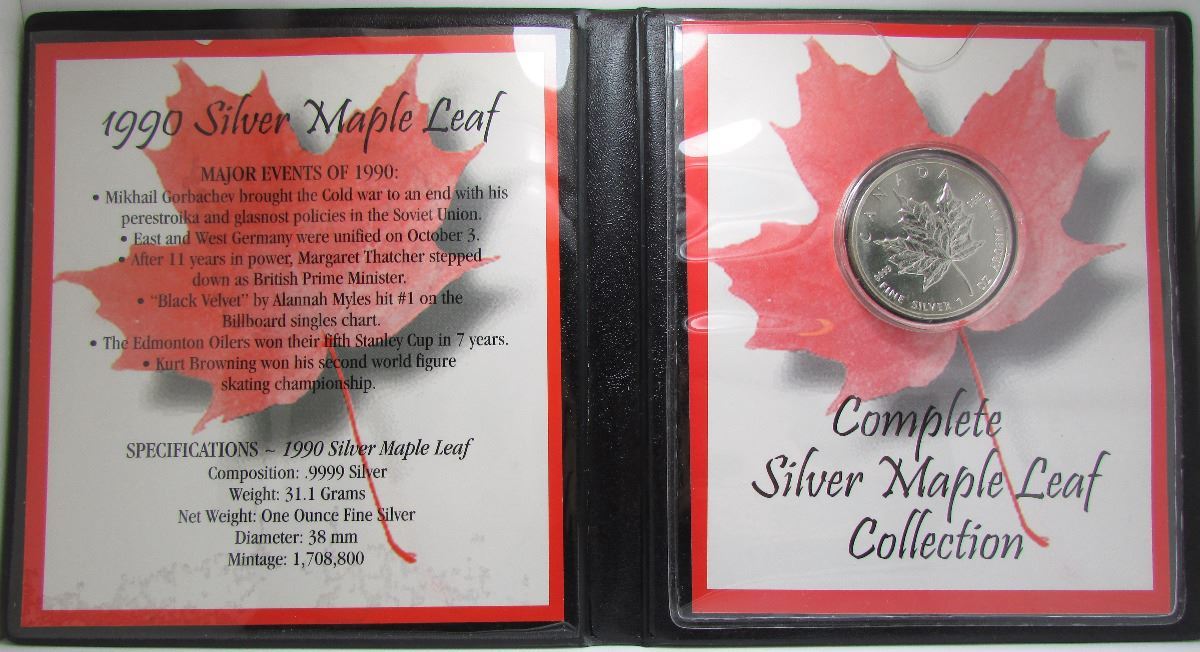 1990 Silver Maple Leaf
MAJOR EVENTS OF 1990:
• Mikhail Gorbachev brought the Cold war to an end with his
perestroika and glasnost policies in the Soviet Union.
• East and West Germany were unified on October 3.
• After 11 years in power, Margaret Thatcher stepped
down as British Prime Minister.
• “Black Velvet” by Alannah Myles hit #1 on the
Billboard singles chart.
• The Edmonton Oilers won their fifth Stanley Cup in 7 years.
• Kurt Browning won his second world figure
skating championship.
SPECIFICATIONS ~ 1990 Silver Maple Leaf
Composition: .9999 Silver
Weight: 31.1 Grams
Net Weight: One Ounce Fine Silver
Diameter: 38 mm
Mintage: 1,708,800
CANADA
9999
FINE SILVER 1 OZ ARGENT PUR
9999
Complete
Silver Maple Leaf
Collection